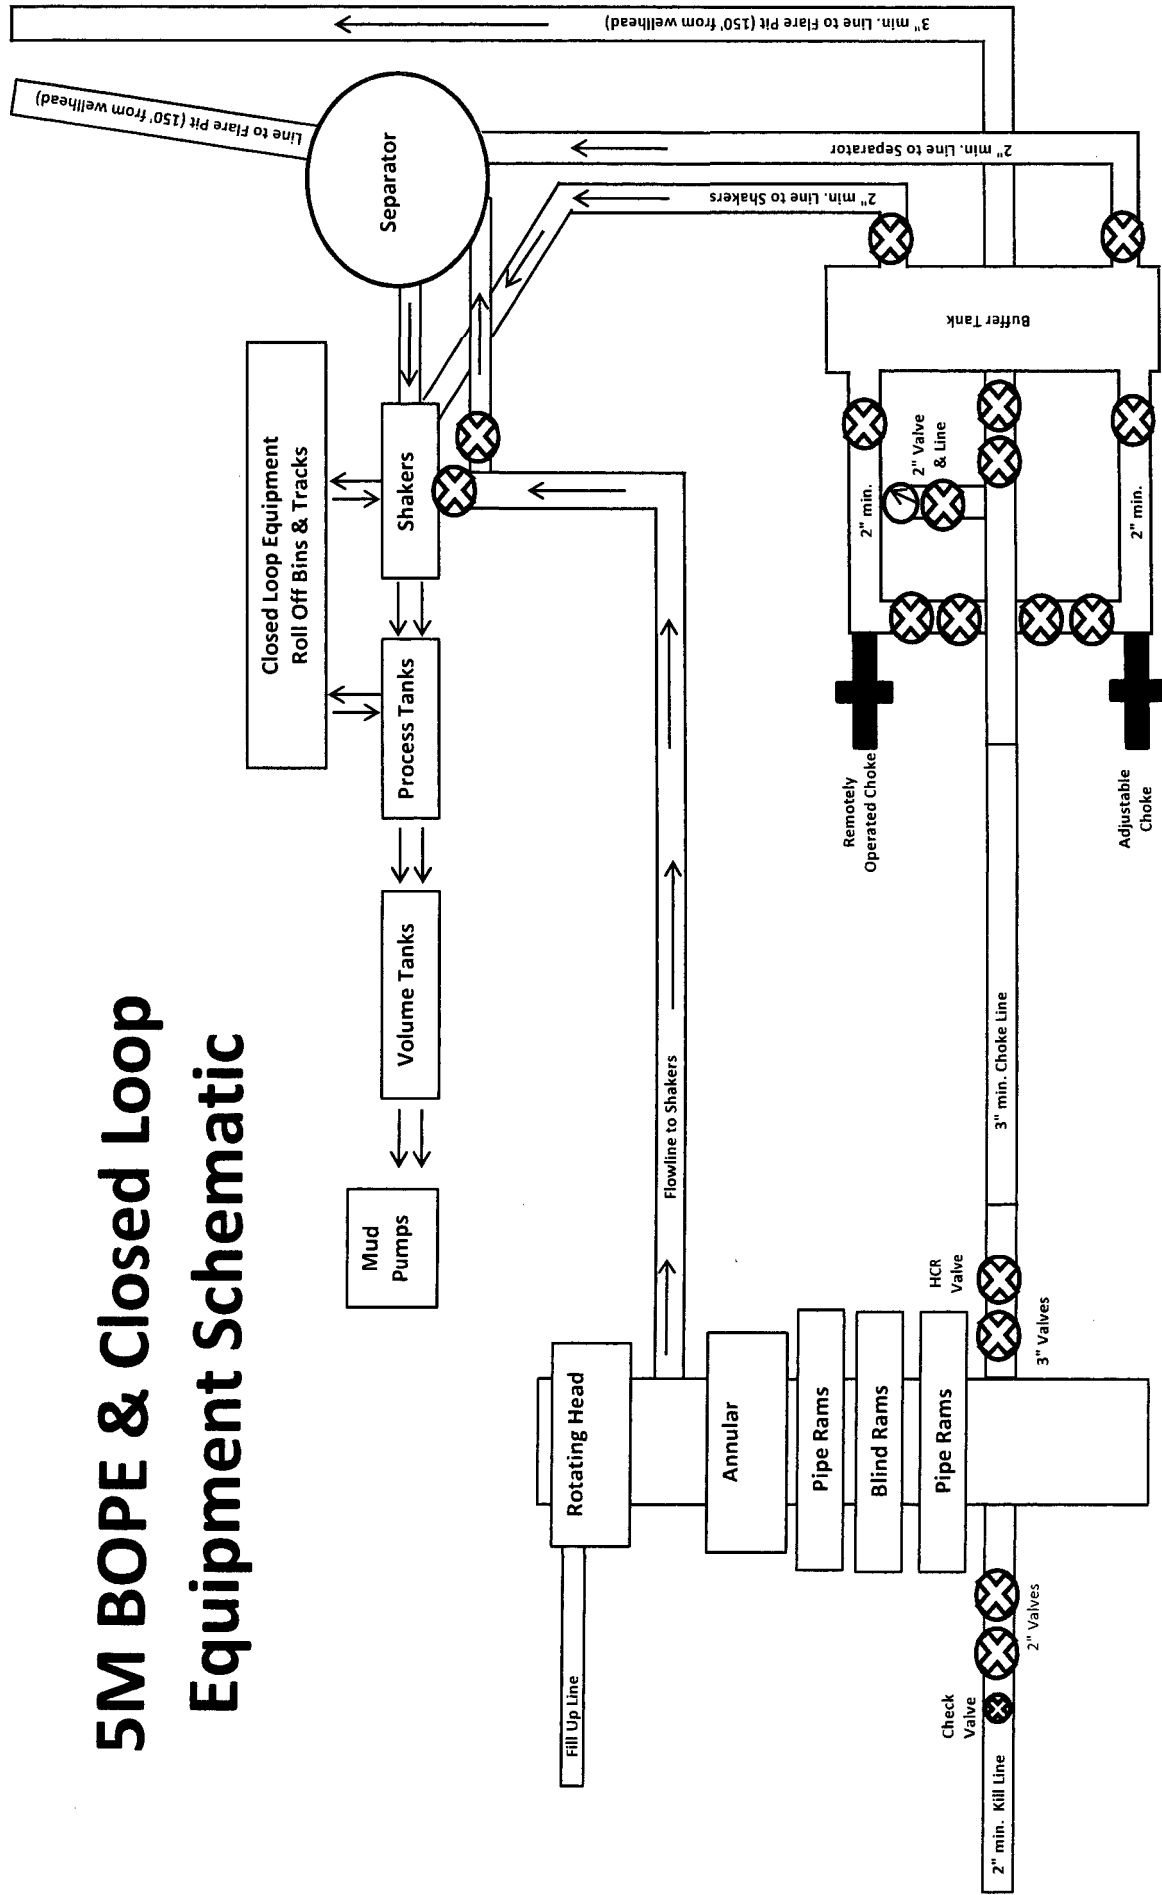 5M BOPE & Closed Loop
Equipment Schematic
Closed Loop Equipment
Roll Off Bins & Tracks
Line to Flare Pit (150' from wellhead)
3" min. Line to Flare Pit (150' from wellhead)
Mud
Pumps
Volume Tanks
Process Tanks
Shakers
Separator
2" min. Line to Separator
2" min. Line to Shakers
Fill Up Line
Rotating Head
Flowline to Shakers
Annular
Pipe Rams
Blind Rams
Pipe Rams
2" min. Kill Line
Check
Valve
2" Valves
HCR
Valve
3" Valves
3" min. Choke Line
Remotely
Operated Choke
Adjustable
Choke
2" min.
2" Valve
& Line
2" min.
Buffer Tank